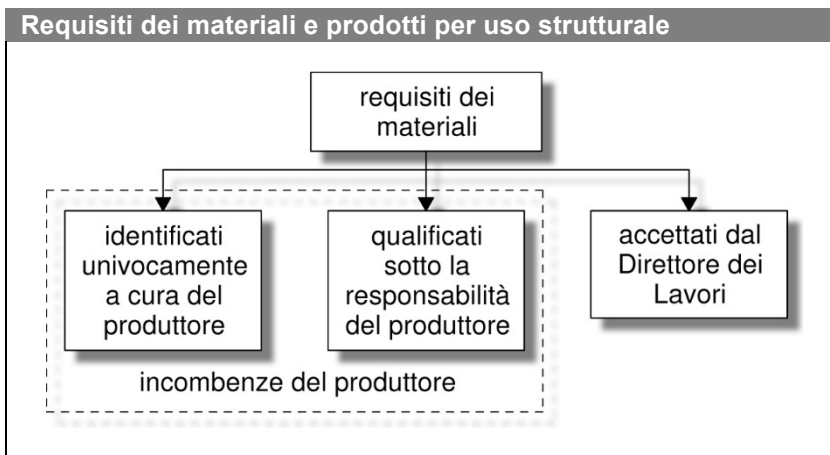 Requisiti dei materiali e prodotti per uso strutturale
requisiti dei
materiali
identificati
univocamente
a cura del
produttore
qualificati
sotto la
responsabilità
del produttore
accettati dal
Direttore dei
Lavori
incombenze del produttore